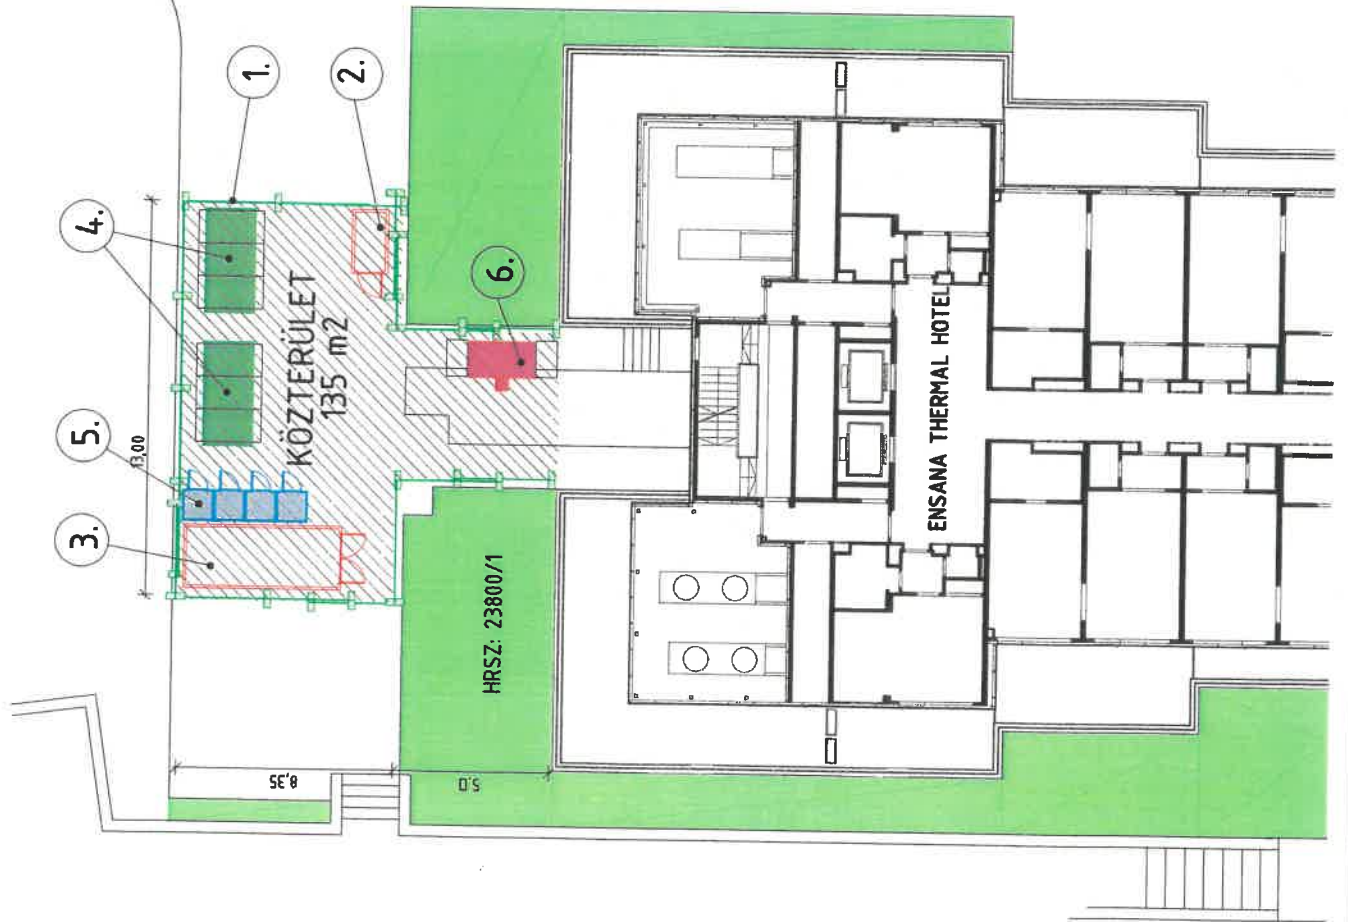 1.
2.
3.
4.
5.
6.
13,00
KÖZTERÜLET
135 m2
8,35
5.0
HRSZ: 23800/1
ENSANA THERMAL HOTEL